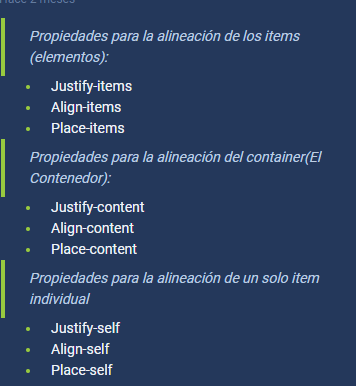 Hace 2 meses
Propiedades para la alineación de los items
(elementos):
Justify-items
Align-items
Place-items
Propiedades para la alineación del container(El
Contenedor):
Justify-content
Align-content
Place-content
Propiedades para la alineación de un solo item
individual
Justify-self
Align-self
Place-self